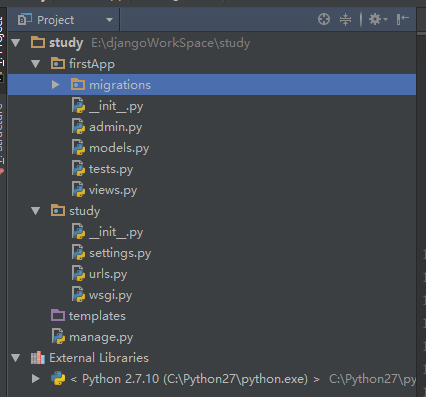 Project
study E:\djangoWorkSpace\study
firstApp
migrations
__init__.py
admin.py
models.py
tests.py
views.py
study
__init__.py
settings.py
urls.py
wsgi.py
templates
manage.py
External Libraries
< Python 2.7.10 (C:\Python27\python.exe) > C:\Python27\p